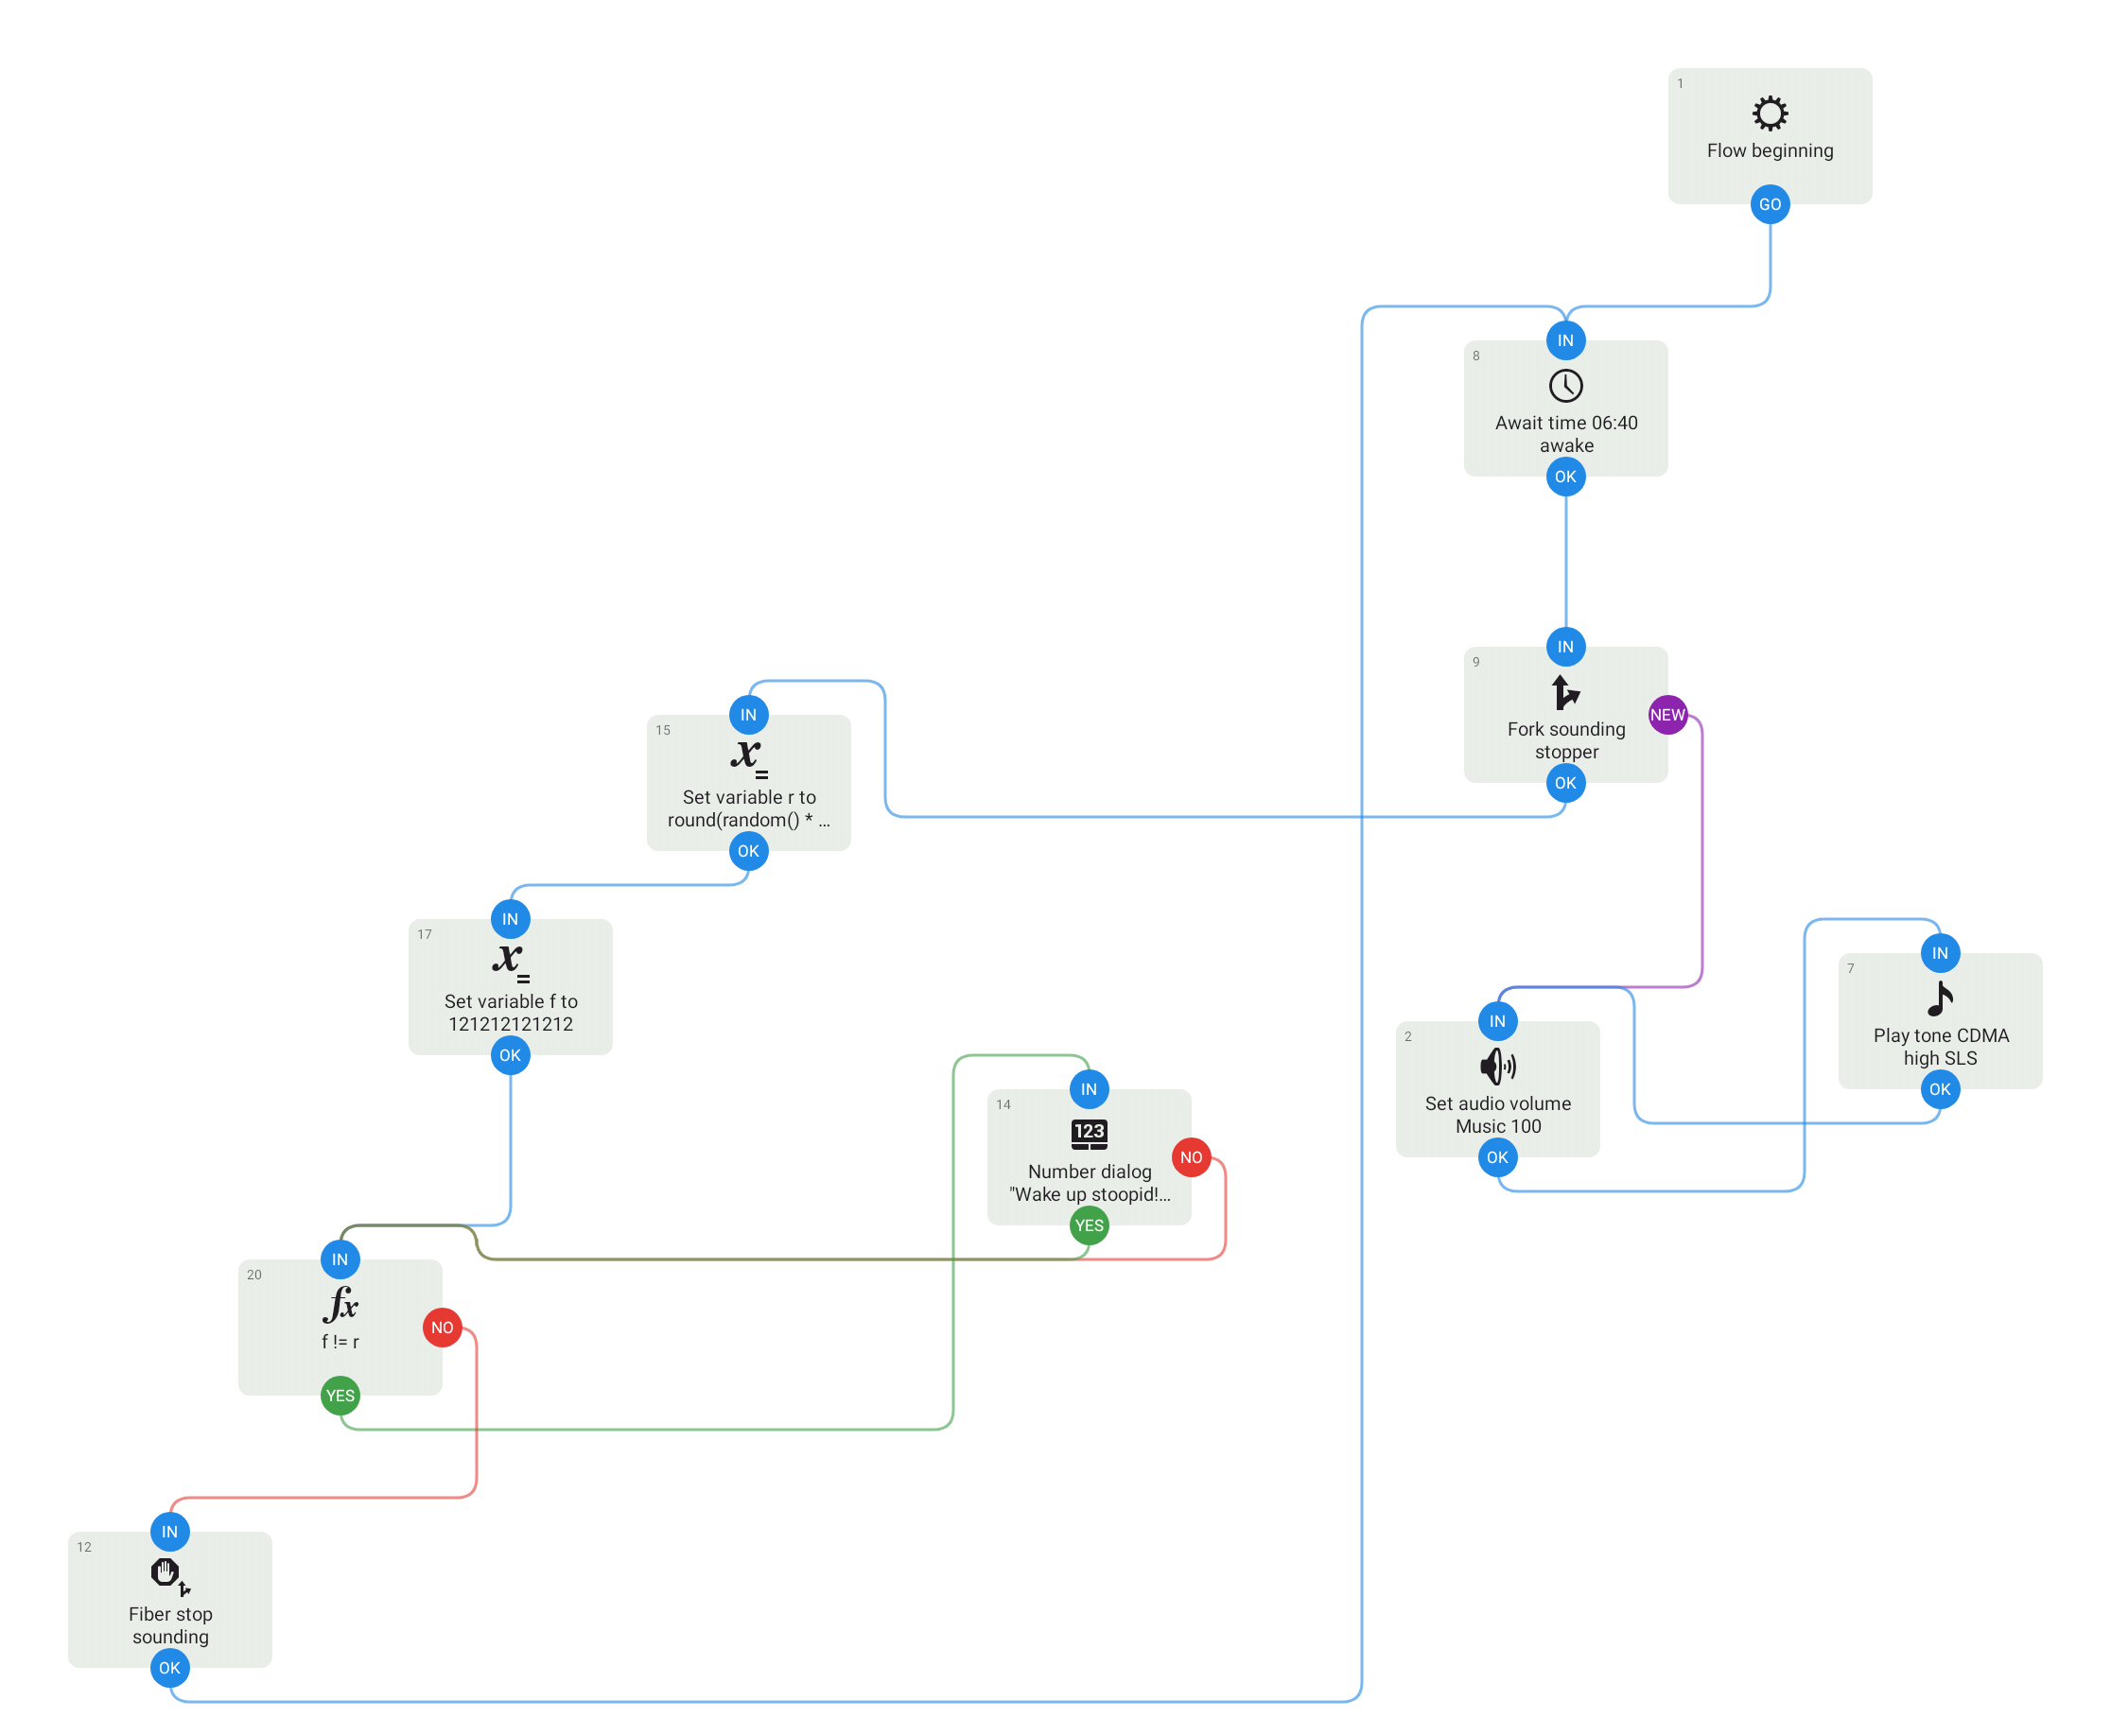 1
Flow beginning
GO
IN
8
Await time 06:40
awake
OK
IN
9
Fork sounding
stopper
NEW
OK
IN
15
x=
Set variable r to
round(random() * …
OK
IN
17
x=
Set variable f to
121212121212
OK
IN
7
Play tone CDMA
high SLS
OK
IN
2
Set audio volume
Music 100
OK
IN
14
123
Number dialog
"Wake up stoopid!…
NO
YES
IN
20
fx
f != r
NO
YES
IN
12
Fiber stop
sounding
OK